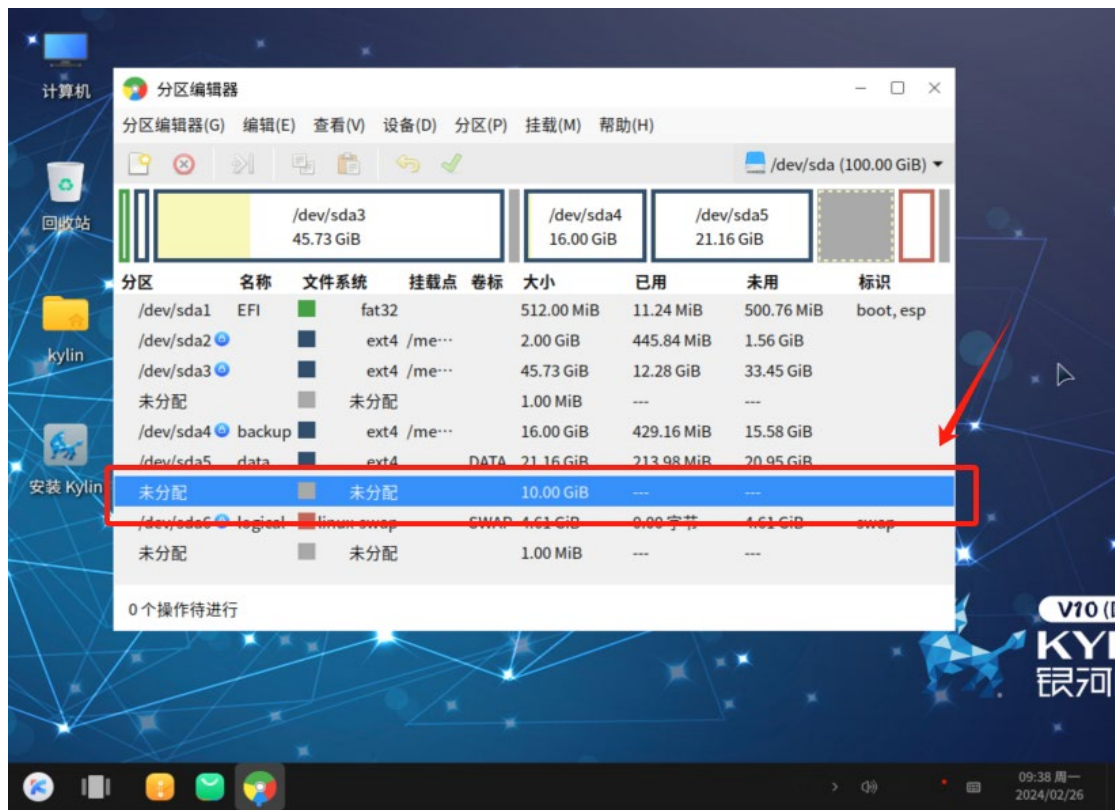 计算机
回收站
kylin
安装 Kylin
分区编辑器
分区编辑器(G) 编辑(E) 查看(V) 设备(D) 分区(P) 挂载(M) 帮助(H)
/dev/sda (100.00 GiB)
/dev/sda3 /dev/sda4 /dev/sda5
45.73 GiB 16.00 GiB 21.16 GiB
分区 名称 文件系统 挂载点 卷标 大小 已用 未用 标识
/dev/sda1 EFI fat32 512.00 MiB 11.24 MiB 500.76 MiB boot, esp
/dev/sda2 ext4 /me… 2.00 GiB 445.84 MiB 1.56 GiB
/dev/sda3 ext4 /me… 45.73 GiB 12.28 GiB 33.45 GiB
未分配 未分配 1.00 MiB --- ---
/dev/sda4 backup ext4 /me… 16.00 GiB 429.16 MiB 15.58 GiB
/dev/sda5 data ext4 DATA 21.16 GiB 213.98 MiB 20.95 GiB
未分配 未分配 10.00 GiB --- ---
/dev/sda6 logical linux-swap SWAP 4.61 GiB 0.00 字节 4.61 GiB swap
未分配 未分配 1.00 MiB --- ---
0个操作待进行
V10
KY
银河
09:38 周一
2024/02/26